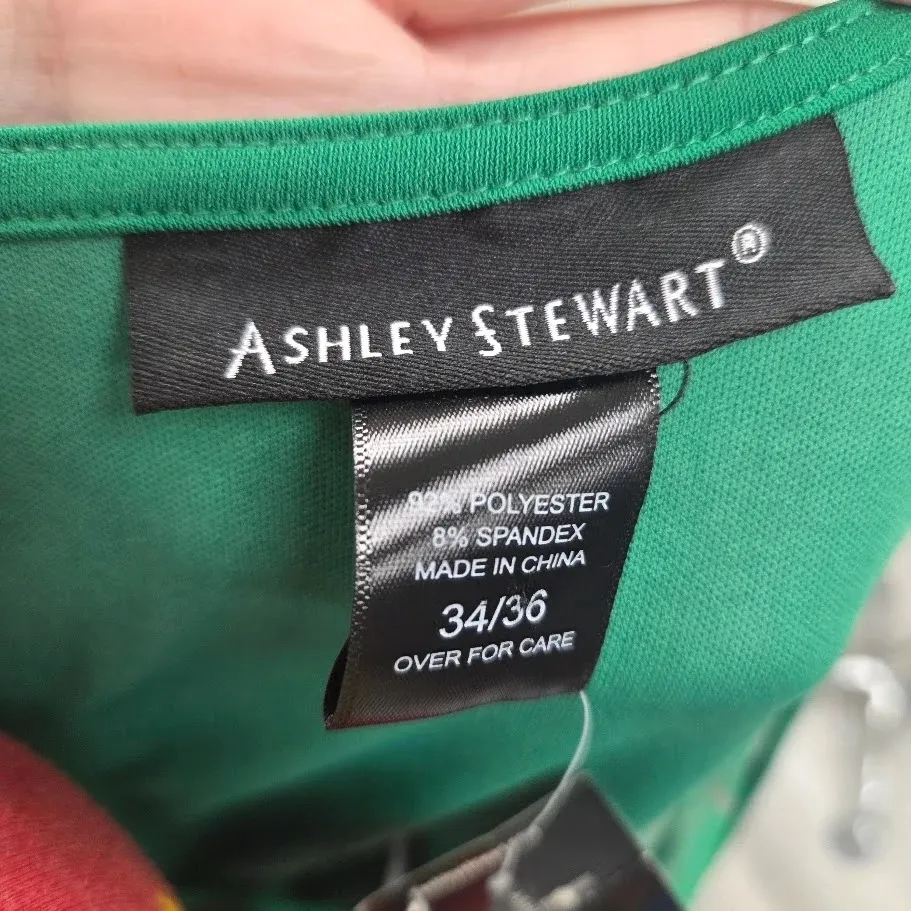 ASHLEY STEWART®
92% POLYESTER
8% SPANDEX
MADE IN CHINA
34/36
OVER FOR CARE